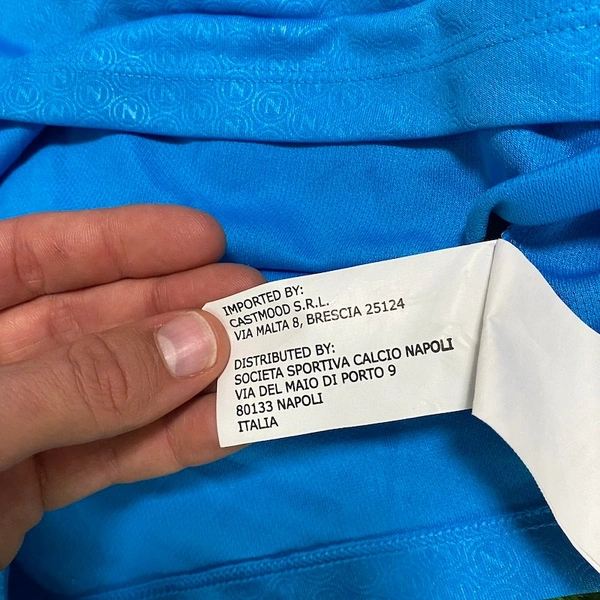 IMPORTED BY:
CASTMOOD S.R.L.
VIA MALTA 8, BRESCIA 25124
DISTRIBUTED BY:
SOCIETA SPORTIVA CALCIO NAPOLI
VIA DEL MAIO DI PORTO 9
80133 NAPOLI
ITALIA